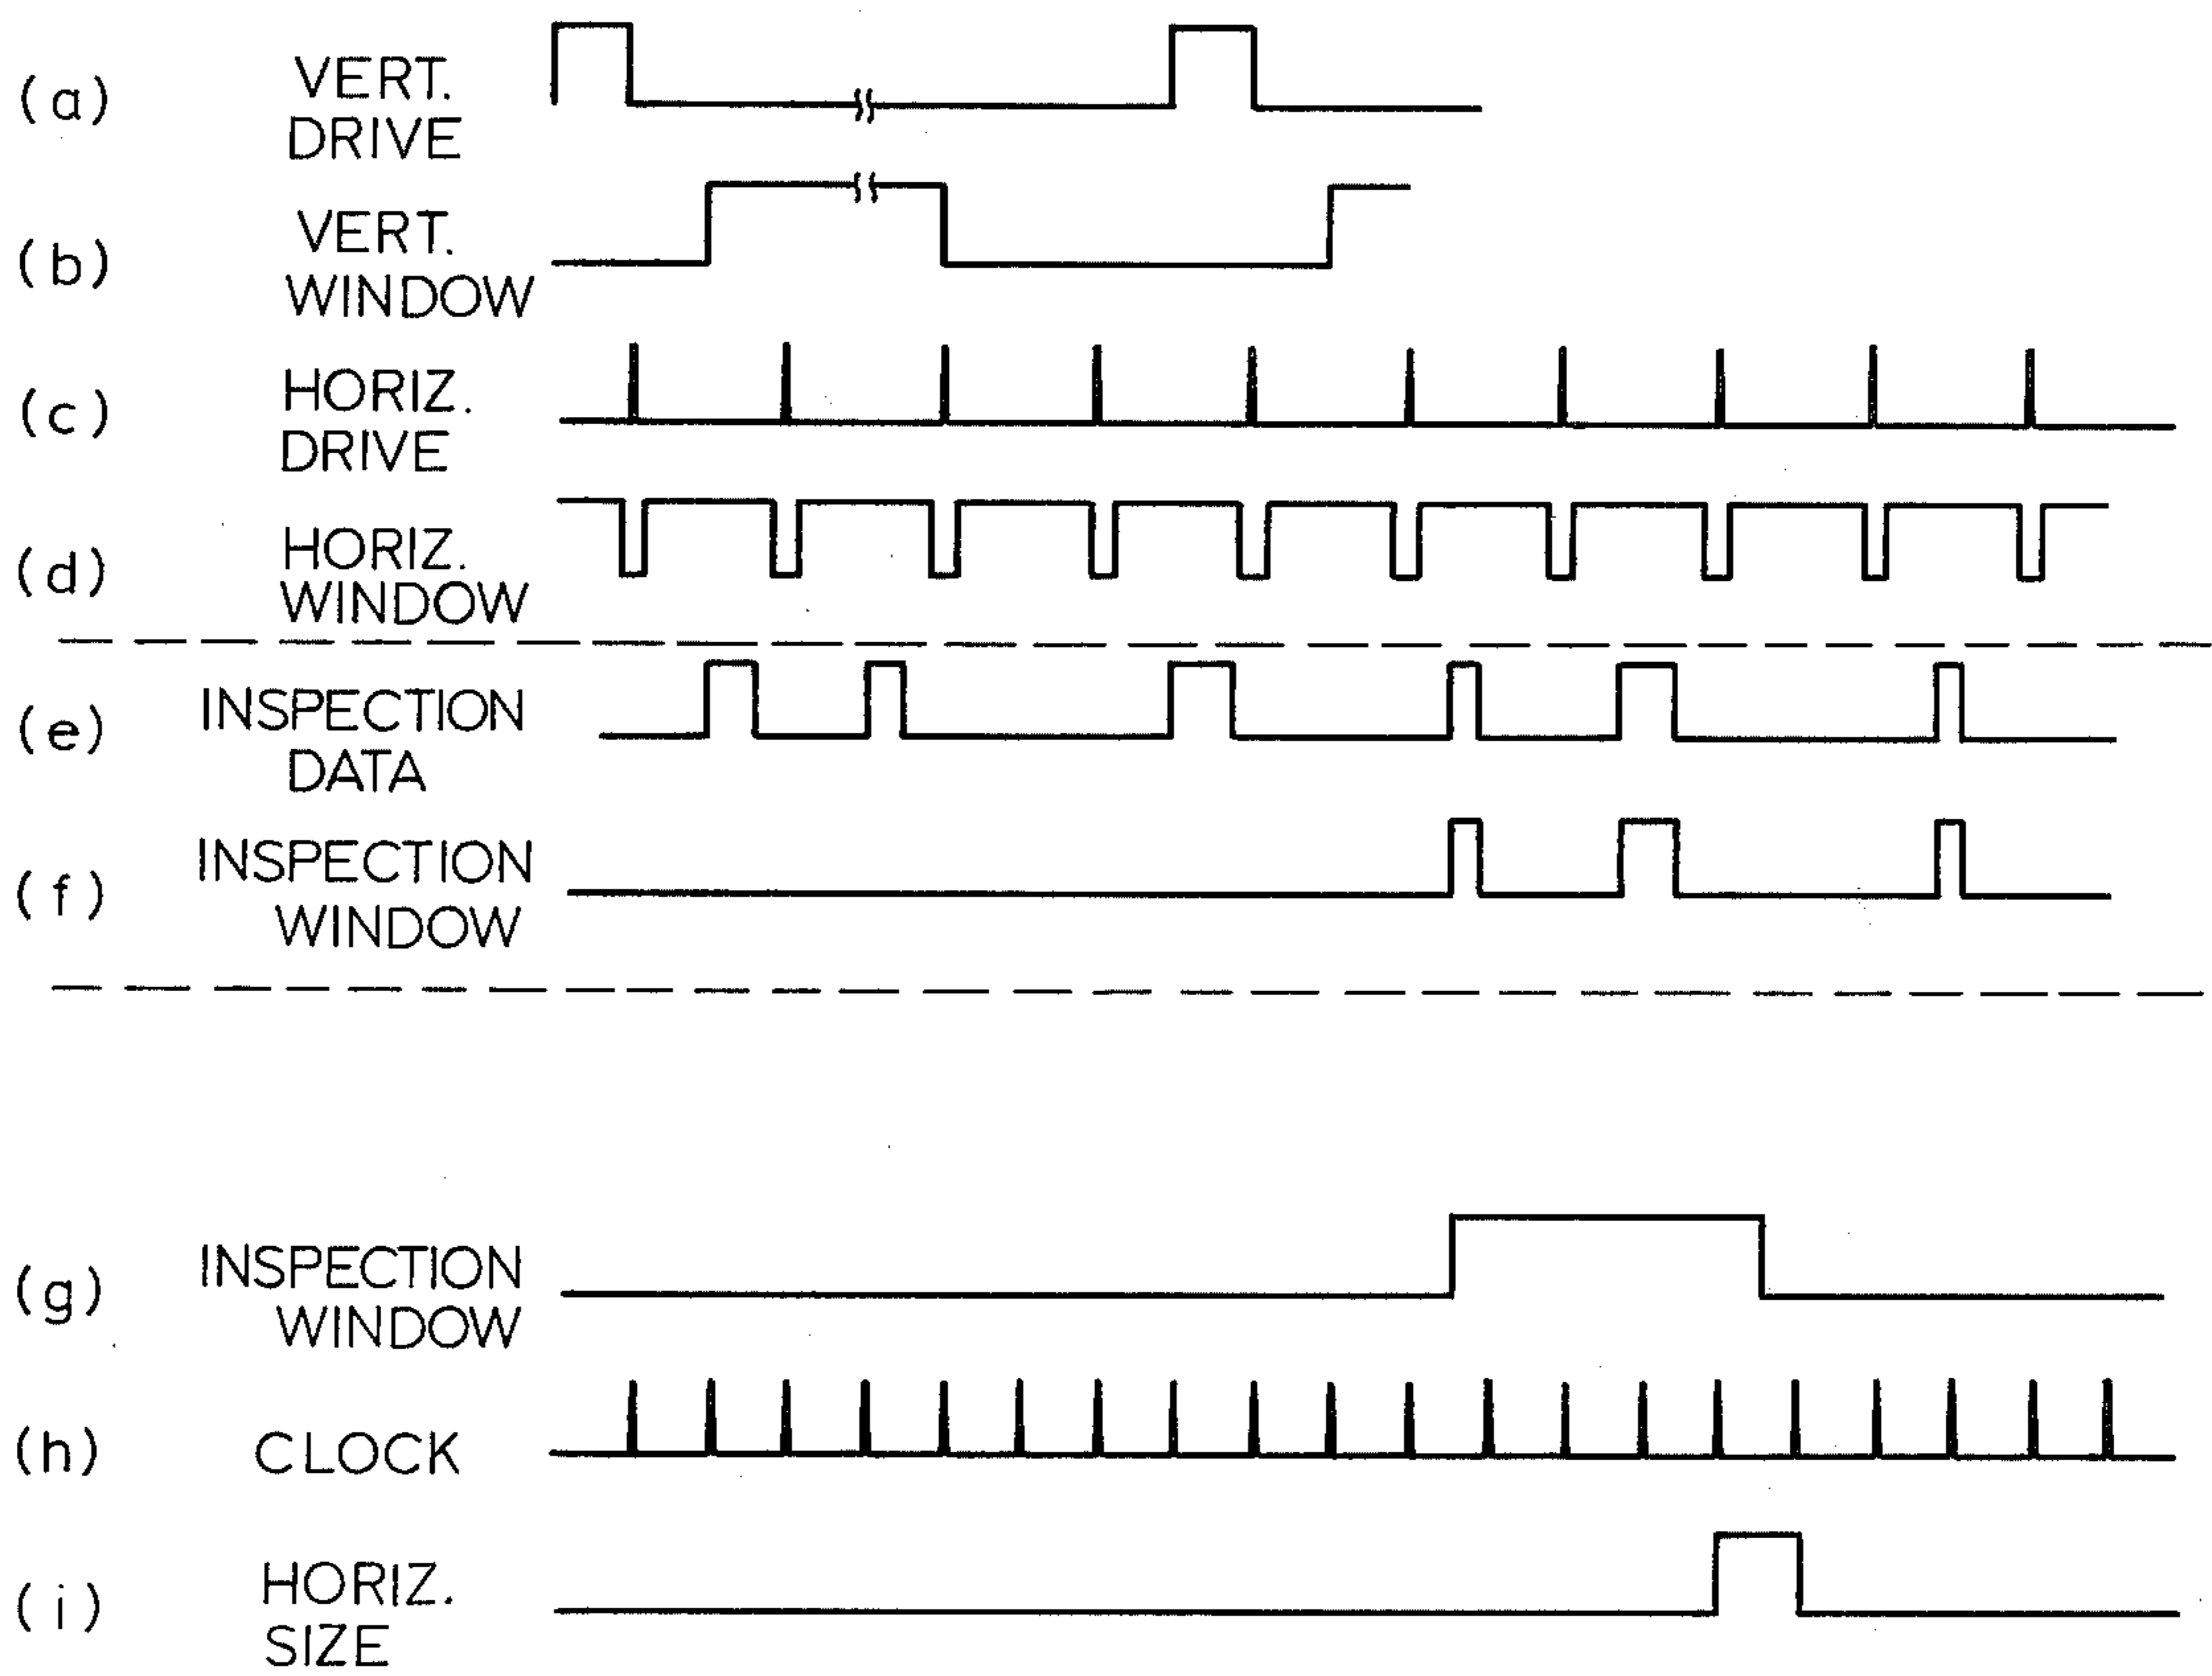 (a) VERT.
DRIVE
(b) VERT.
WINDOW
(c) HORIZ.
DRIVE
(d) HORIZ.
WINDOW
(e) INSPECTION
DATA
(f) INSPECTION
WINDOW
(g) INSPECTION
WINDOW
(h) CLOCK
(i) HORIZ.
SIZE